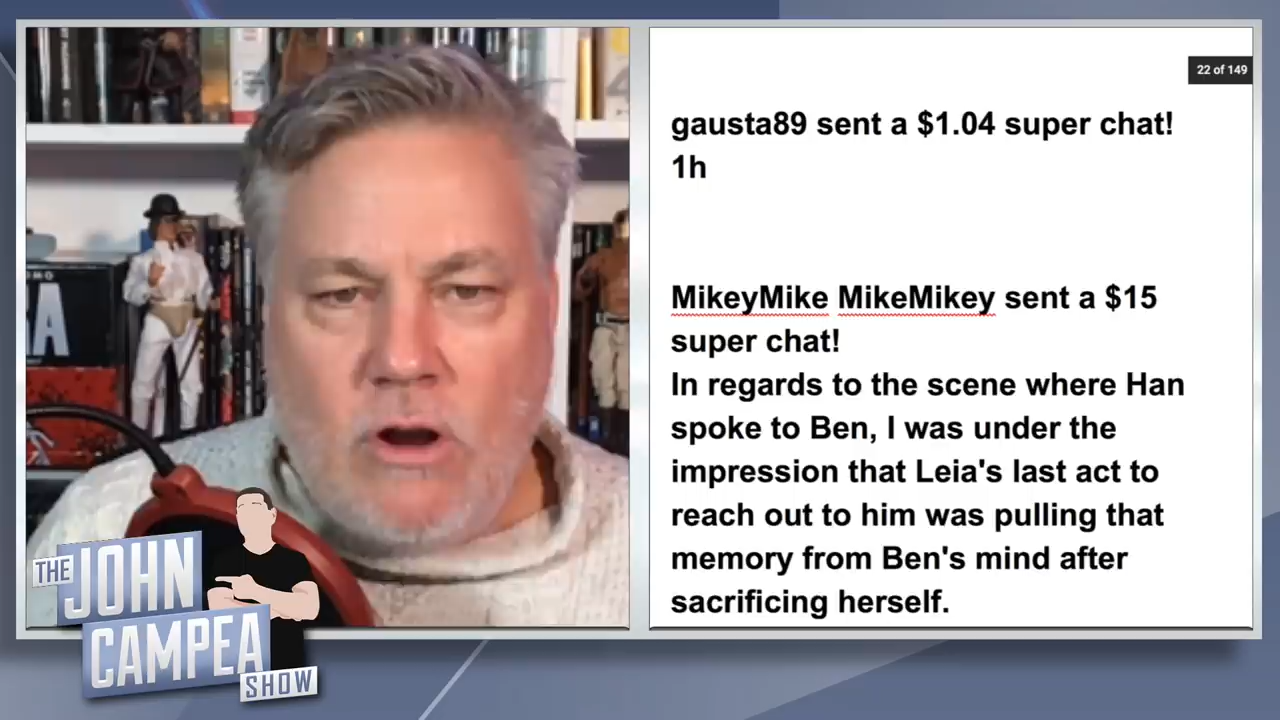 22 of 149
gausta89 sent a $1.04 super chat!
1h
MikeyMike MikeMikey sent a $15
super chat!
In regards to the scene where Han
spoke to Ben, I was under the
impression that Leia's last act to
reach out to him was pulling that
memory from Ben's mind after
sacrificing herself.
THE
JOHN
CAMPEA
SHOW